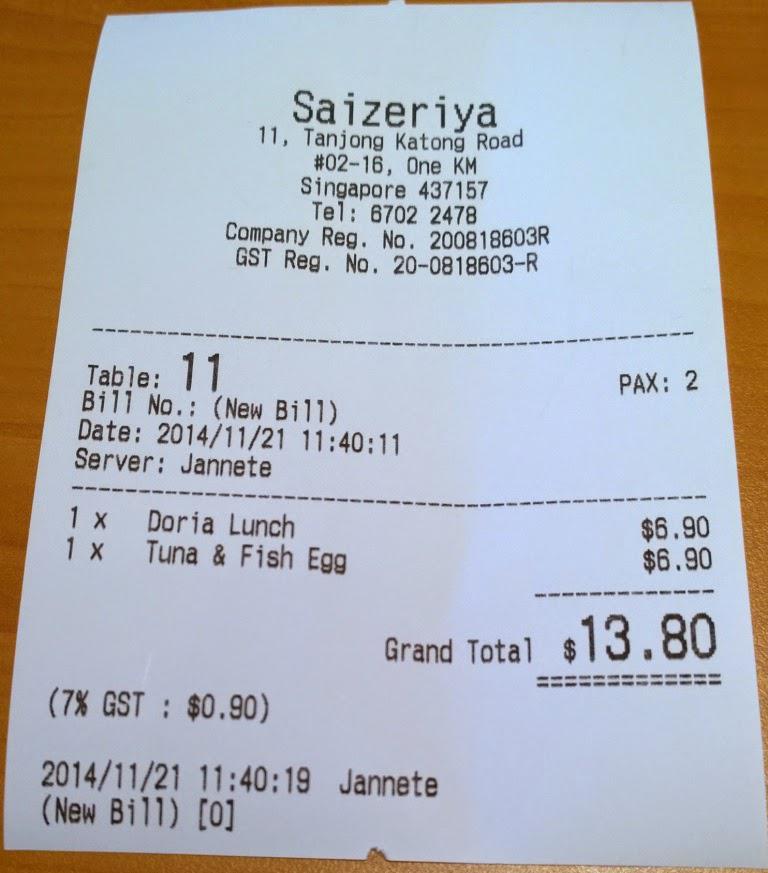 Saizeriya
11, Tanjong Katong Road
#02-16, One KM
Singapore 437157
Tel: 6702 2478
Company Reg. No. 200818603R
GST Reg. No. 20-0818603-R
Table: 11 PAX: 2
Bill No.: (New Bill)
Date: 2014/11/21 11:40:11
Server: Jannete
1 x Doria Lunch $6.90
1 x Tuna & Fish Egg $6.90
Grand Total $13.80
(7% GST : $0.90)
2014/11/21 11:40:19 Jannete
(New Bill) [0]